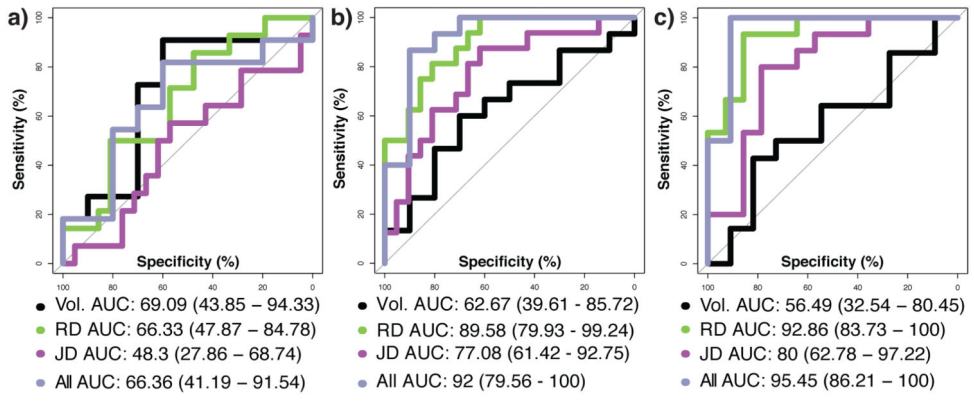 a)
Sensitivity (%)
100
80
60
40
20
0
Specificity (%)
100 80 60 40 20 0
Vol. AUC: 69.09 (43.85 – 94.33)
RD AUC: 66.33 (47.87 – 84.78)
JD AUC: 48.3 (27.86 – 68.74)
All AUC: 66.36 (41.19 – 91.54)
b)
Sensitivity (%)
100
80
60
40
20
0
Specificity (%)
100 80 60 40 20 0
Vol. AUC: 62.67 (39.61 - 85.72)
RD AUC: 89.58 (79.93 – 99.24)
JD AUC: 77.08 (61.42 - 92.75)
All AUC: 92 (79.56 - 100)
c)
Sensitivity (%)
100
80
60
40
20
0
Specificity (%)
100 80 60 40 20 0
Vol. AUC: 56.49 (32.54 – 80.45)
RD AUC: 92.86 (83.73 – 100)
JD AUC: 80 (62.78 – 97.22)
All AUC: 95.45 (86.21 – 100)